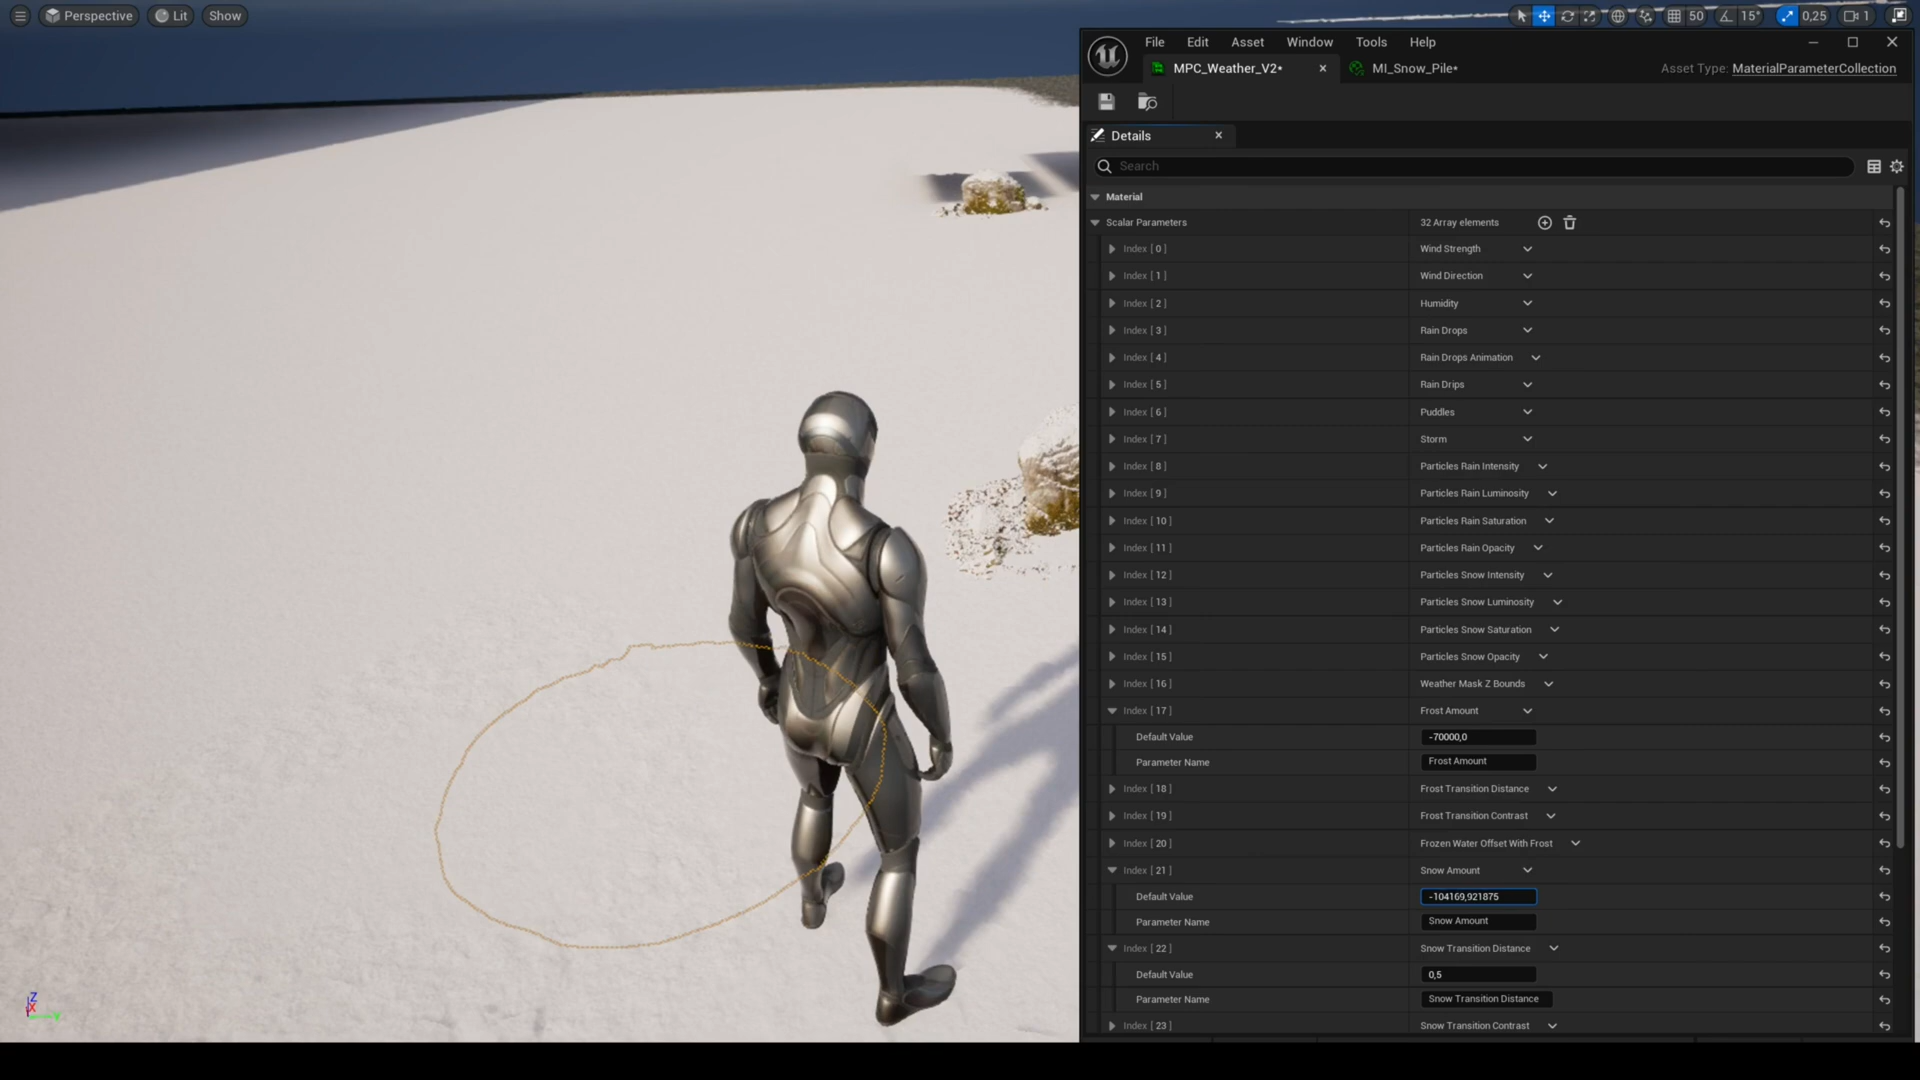 Perspective Lit Show 50 15° 0,25 1
File Edit Asset Window Tools Help
MPC_Weather_V2* MI_Snow_Pile* Asset Type: MaterialParameterCollection
Details
Search
Material
Scalar Parameters 32 Array elements
Index [ 0 ] Wind Strength
Index [ 1 ] Wind Direction
Index [ 2 ] Humidity
Index [ 3 ] Rain Drops
Index [ 4 ] Rain Drops Animation
Index [ 5 ] Rain Drips
Index [ 6 ] Puddles
Index [ 7 ] Storm
Index [ 8 ] Particles Rain Intensity
Index [ 9 ] Particles Rain Luminosity
Index [ 10 ] Particles Rain Saturation
Index [ 11 ] Particles Rain Opacity
Index [ 12 ] Particles Snow Intensity
Index [ 13 ] Particles Snow Luminosity
Index [ 14 ] Particles Snow Saturation
Index [ 15 ] Particles Snow Opacity
Index [ 16 ] Weather Mask Z Bounds
Index [ 17 ] Frost Amount
Default Value -70000,0
Parameter Name Frost Amount
Index [ 18 ] Frost Transition Distance
Index [ 19 ] Frost Transition Contrast
Index [ 20 ] Frozen Water Offset With Frost
Index [ 21 ] Snow Amount
Default Value -104169,921875
Parameter Name Snow Amount
Index [ 22 ] Snow Transition Distance
Default Value 0,5
Parameter Name Snow Transition Distance
Index [ 23 ] Snow Transition Contrast
Z
X
Y